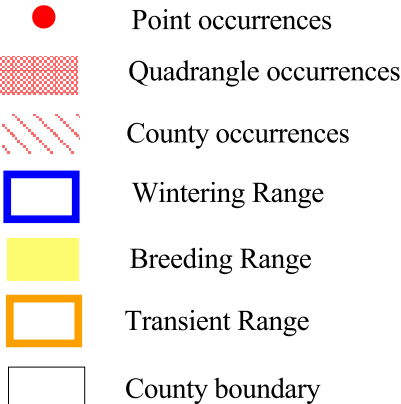 Point occurrences
Quadrangle occurrences
County occurrences
Wintering Range
Breeding Range
Transient Range
County boundary